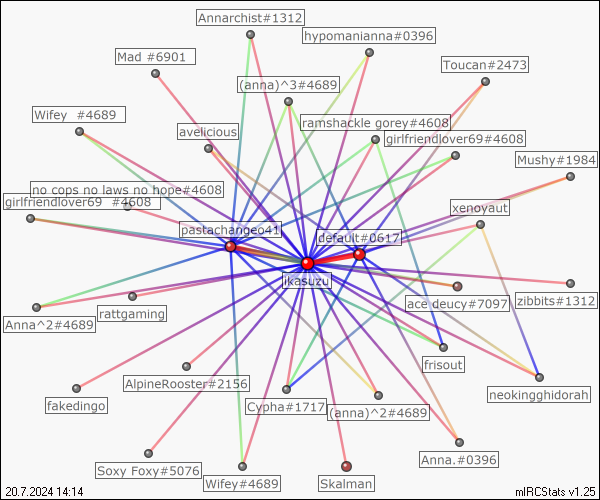 Annarchist#1312
hypomanianna#0396
Mad #6901
Toucan#2473
(anna)^3#4689
Wifey  #4689
ramshackle gorey#4608
avelicious
girlfriendlover69#4608
Mushy#1984
no cops no laws no hope#4608
girlfriendlover69  #4608
xenovaut
pastachangeo41
default#0617
ikasuzu
ace deucy#7097
zibbits#1312
rattgaming
Anna^2#4689
frisout
AlpineRooster#2156
neokingghidorah
fakedingo
Cypha#1717
(anna)^2#4689
Anna.#0396
Soxy Foxy#5076
Wifey#4689
Skalman
20.7.2024 14:14
mIRCStats v1.25